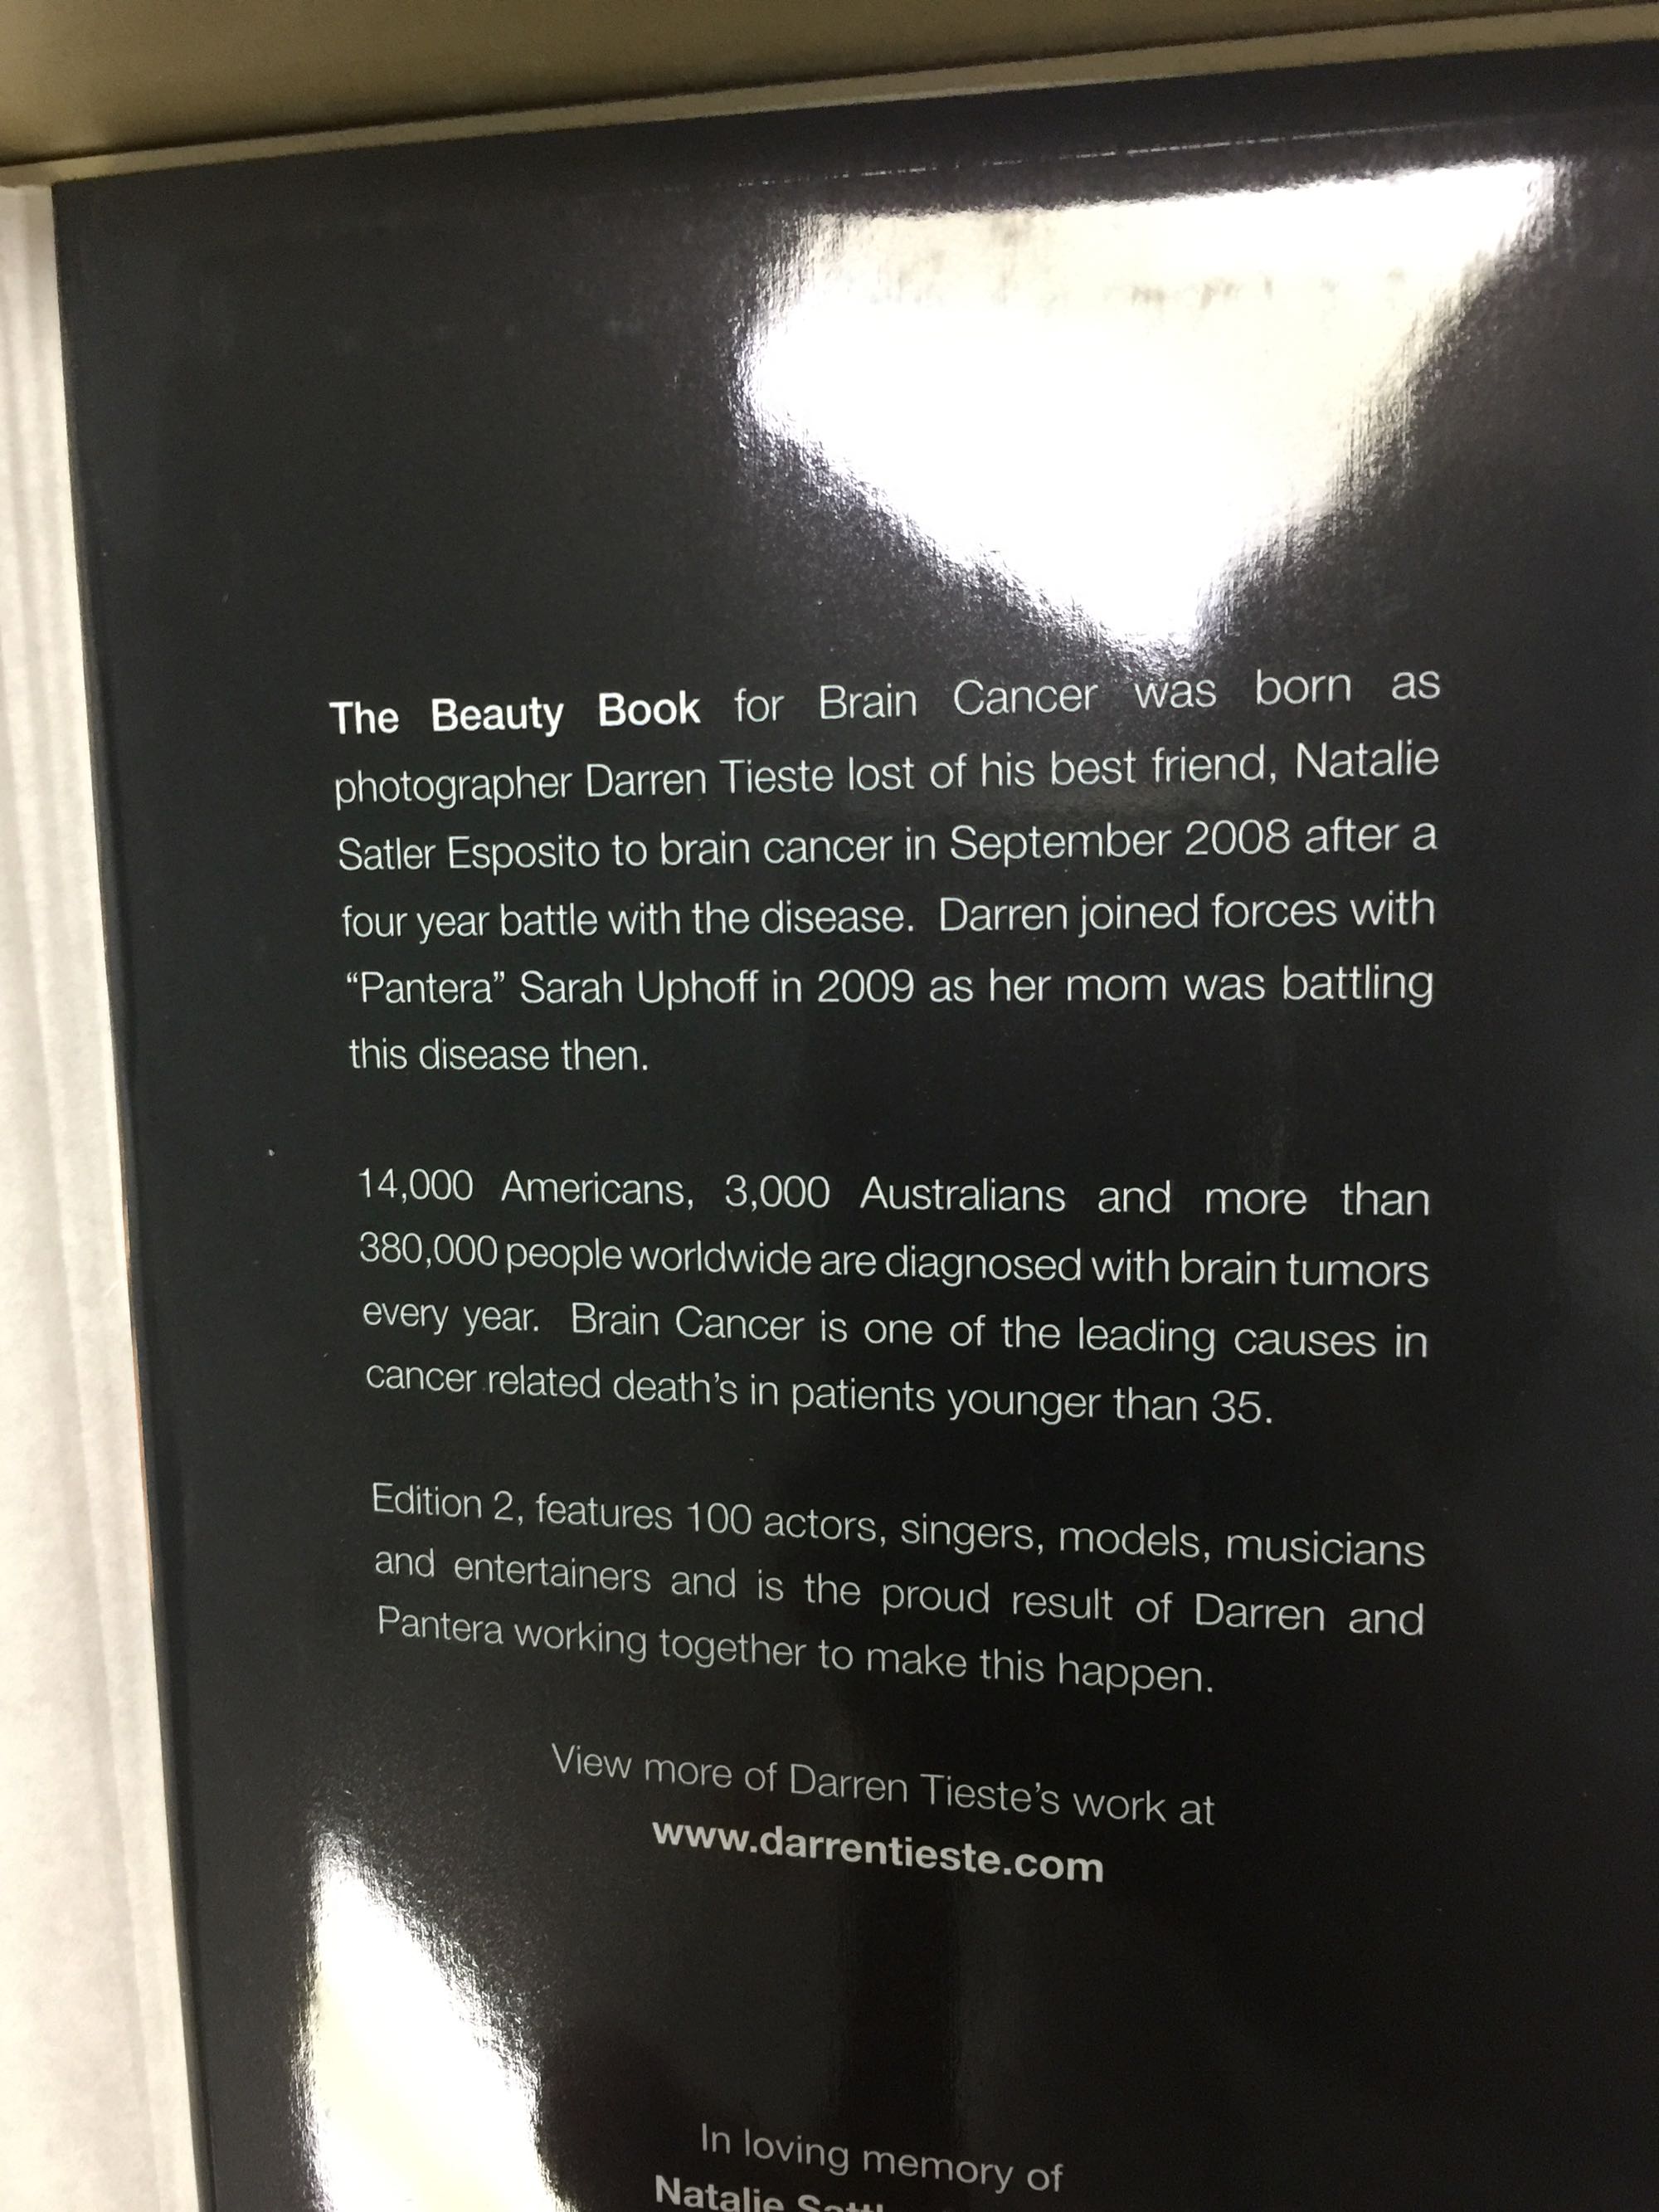 The Beauty Book for Brain Cancer was born as
photographer Darren Tieste lost of his best friend, Natalie
Satler Esposito to brain cancer in September 2008 after a
four year battle with the disease. Darren joined forces with
“Pantera” Sarah Uphoff in 2009 as her mom was battling
this disease then.
14,000 Americans, 3,000 Australians and more than
380,000 people worldwide are diagnosed with brain tumors
every year. Brain Cancer is one of the leading causes in
cancer related death’s in patients younger than 35.
Edition 2, features 100 actors, singers, models, musicians
and entertainers and is the proud result of Darren and
Pantera working together to make this happen.
View more of Darren Tieste’s work at
www.darrentieste.com
In loving memory of
Natalie